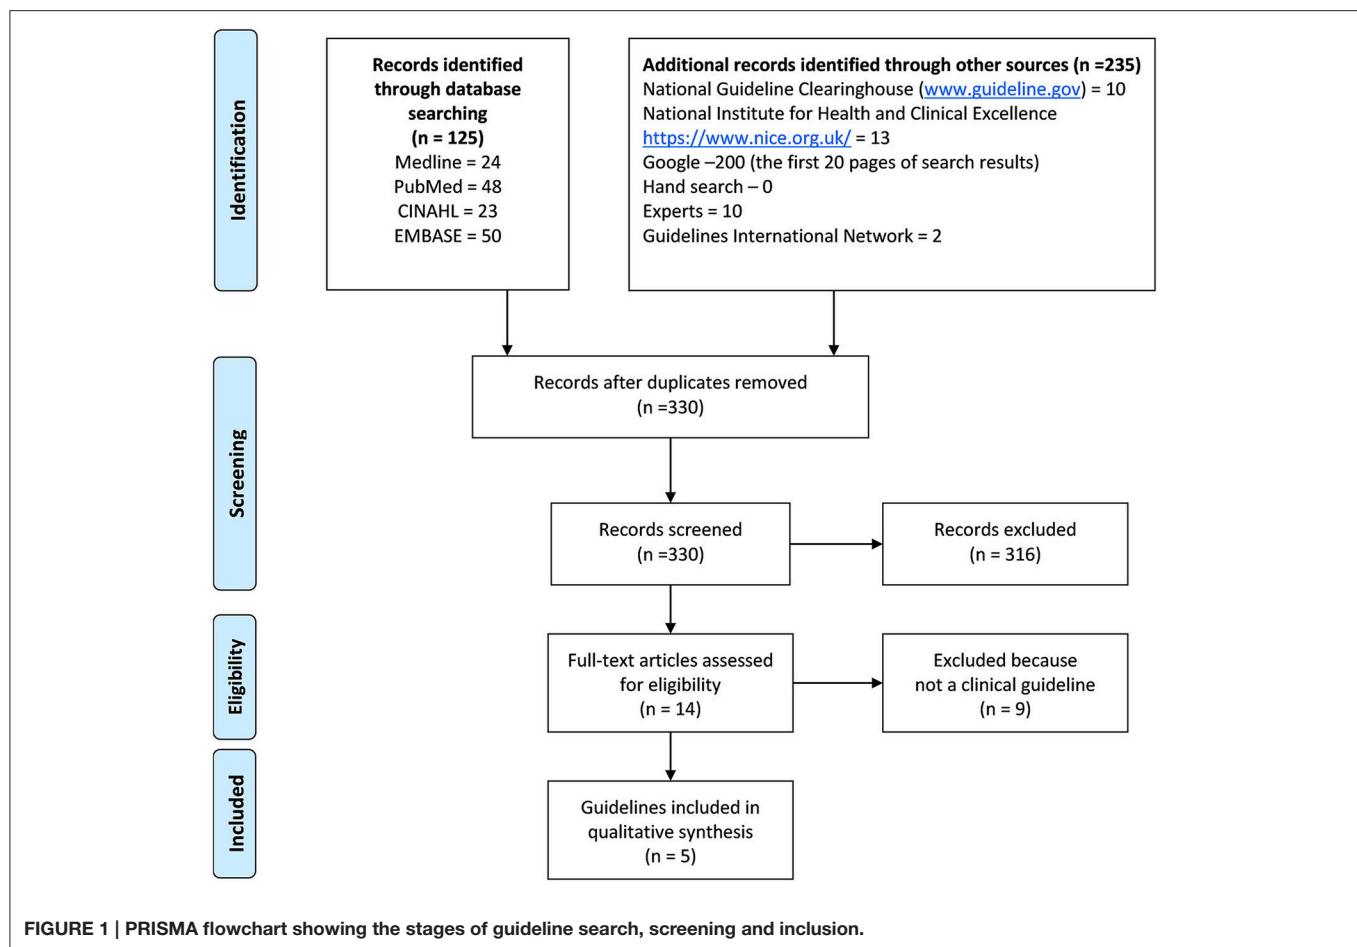 Identification
Records identified
through database
searching
(n = 125)
Medline = 24
PubMed = 48
CINAHL = 23
EMBASE = 50
Additional records identified through other sources (n =235)
National Guideline Clearinghouse (www.guideline.gov) = 10
National Institute for Health and Clinical Excellence
https://www.nice.org.uk/ = 13
Google –200 (the first 20 pages of search results)
Hand search – 0
Experts = 10
Guidelines International Network = 2
Screening
Records after duplicates removed
(n =330)
Records screened
(n =330)
Records excluded
(n = 316)
Eligibility
Full-text articles assessed
for eligibility
(n = 14)
Excluded because
not a clinical guideline
(n = 9)
Included
Guidelines included in
qualitative synthesis
(n = 5)
FIGURE 1 | PRISMA flowchart showing the stages of guideline search, screening and inclusion.